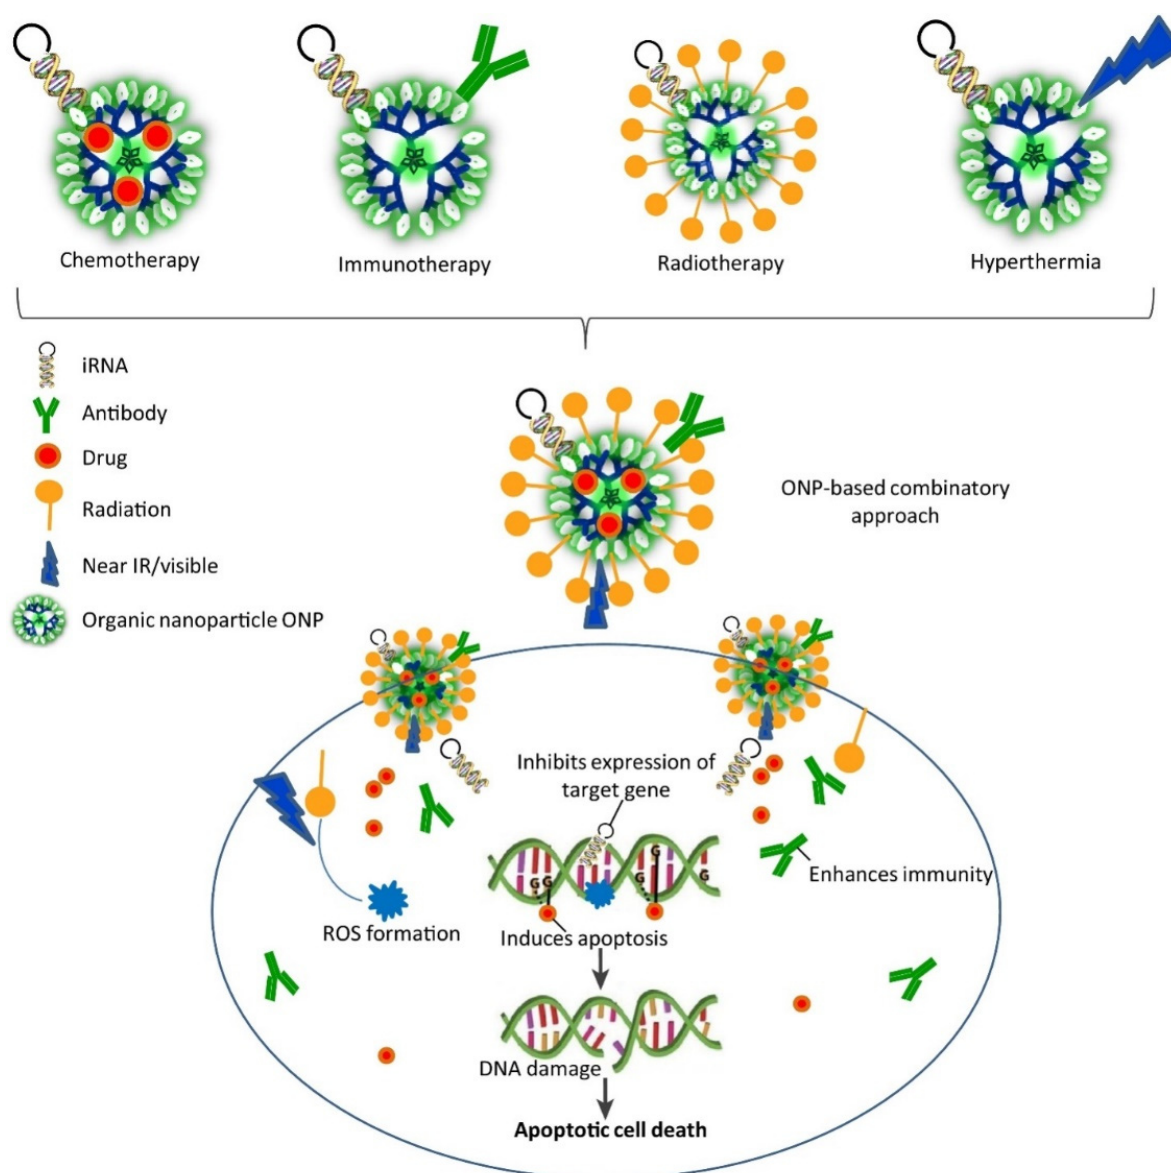 Chemotherapy
Immunotherapy
Radiotherapy
Hyperthermia
iRNA
Antibody
Drug
Radiation
Near IR/visible
Organic nanoparticle ONP
ONP-based combinatory
approach
Inhibits expression of
target gene
G
G
G
G
G
Enhances immunity
ROS formation
Induces apoptosis
DNA damage
Apoptotic cell death